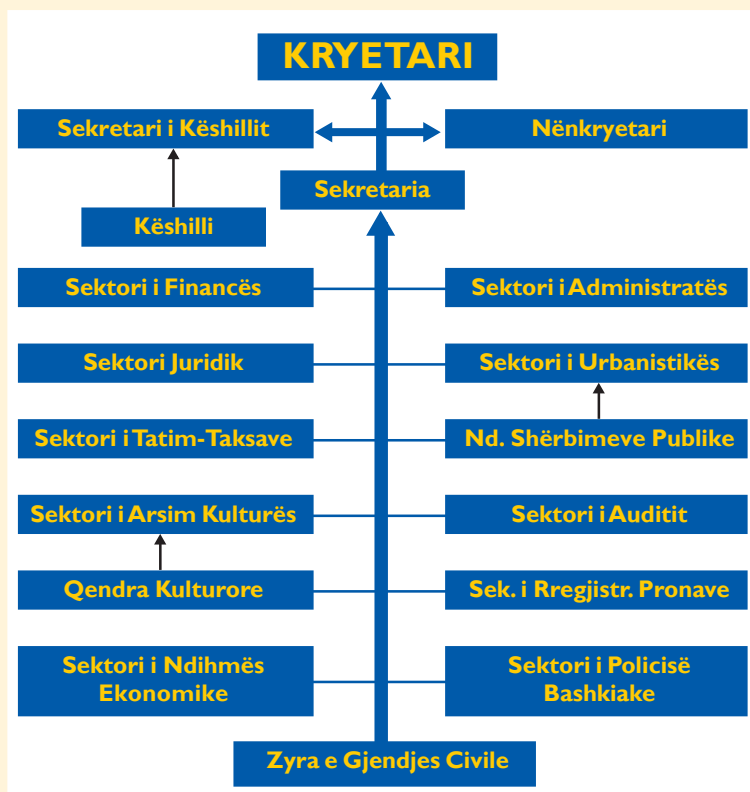 KRYETARI
Sekretari i Këshillit
Nënkryetari
Sekretaria
Këshilli
Sektori i Financës
Sektori i Administratës
Sektori Juridik
Sektori i Urbanistikës
Sektori i Tatim-Taksave
Nd. Shërbimeve Publike
Sektori i Arsim Kulturës
Sektori i Auditit
Qendra Kulturore
Sek. i Rregjistr. Pronave
Sektori i Ndihmës
Ekonomike
Sektori i Policisë
Bashkiake
Zyra e Gjendjes Civile